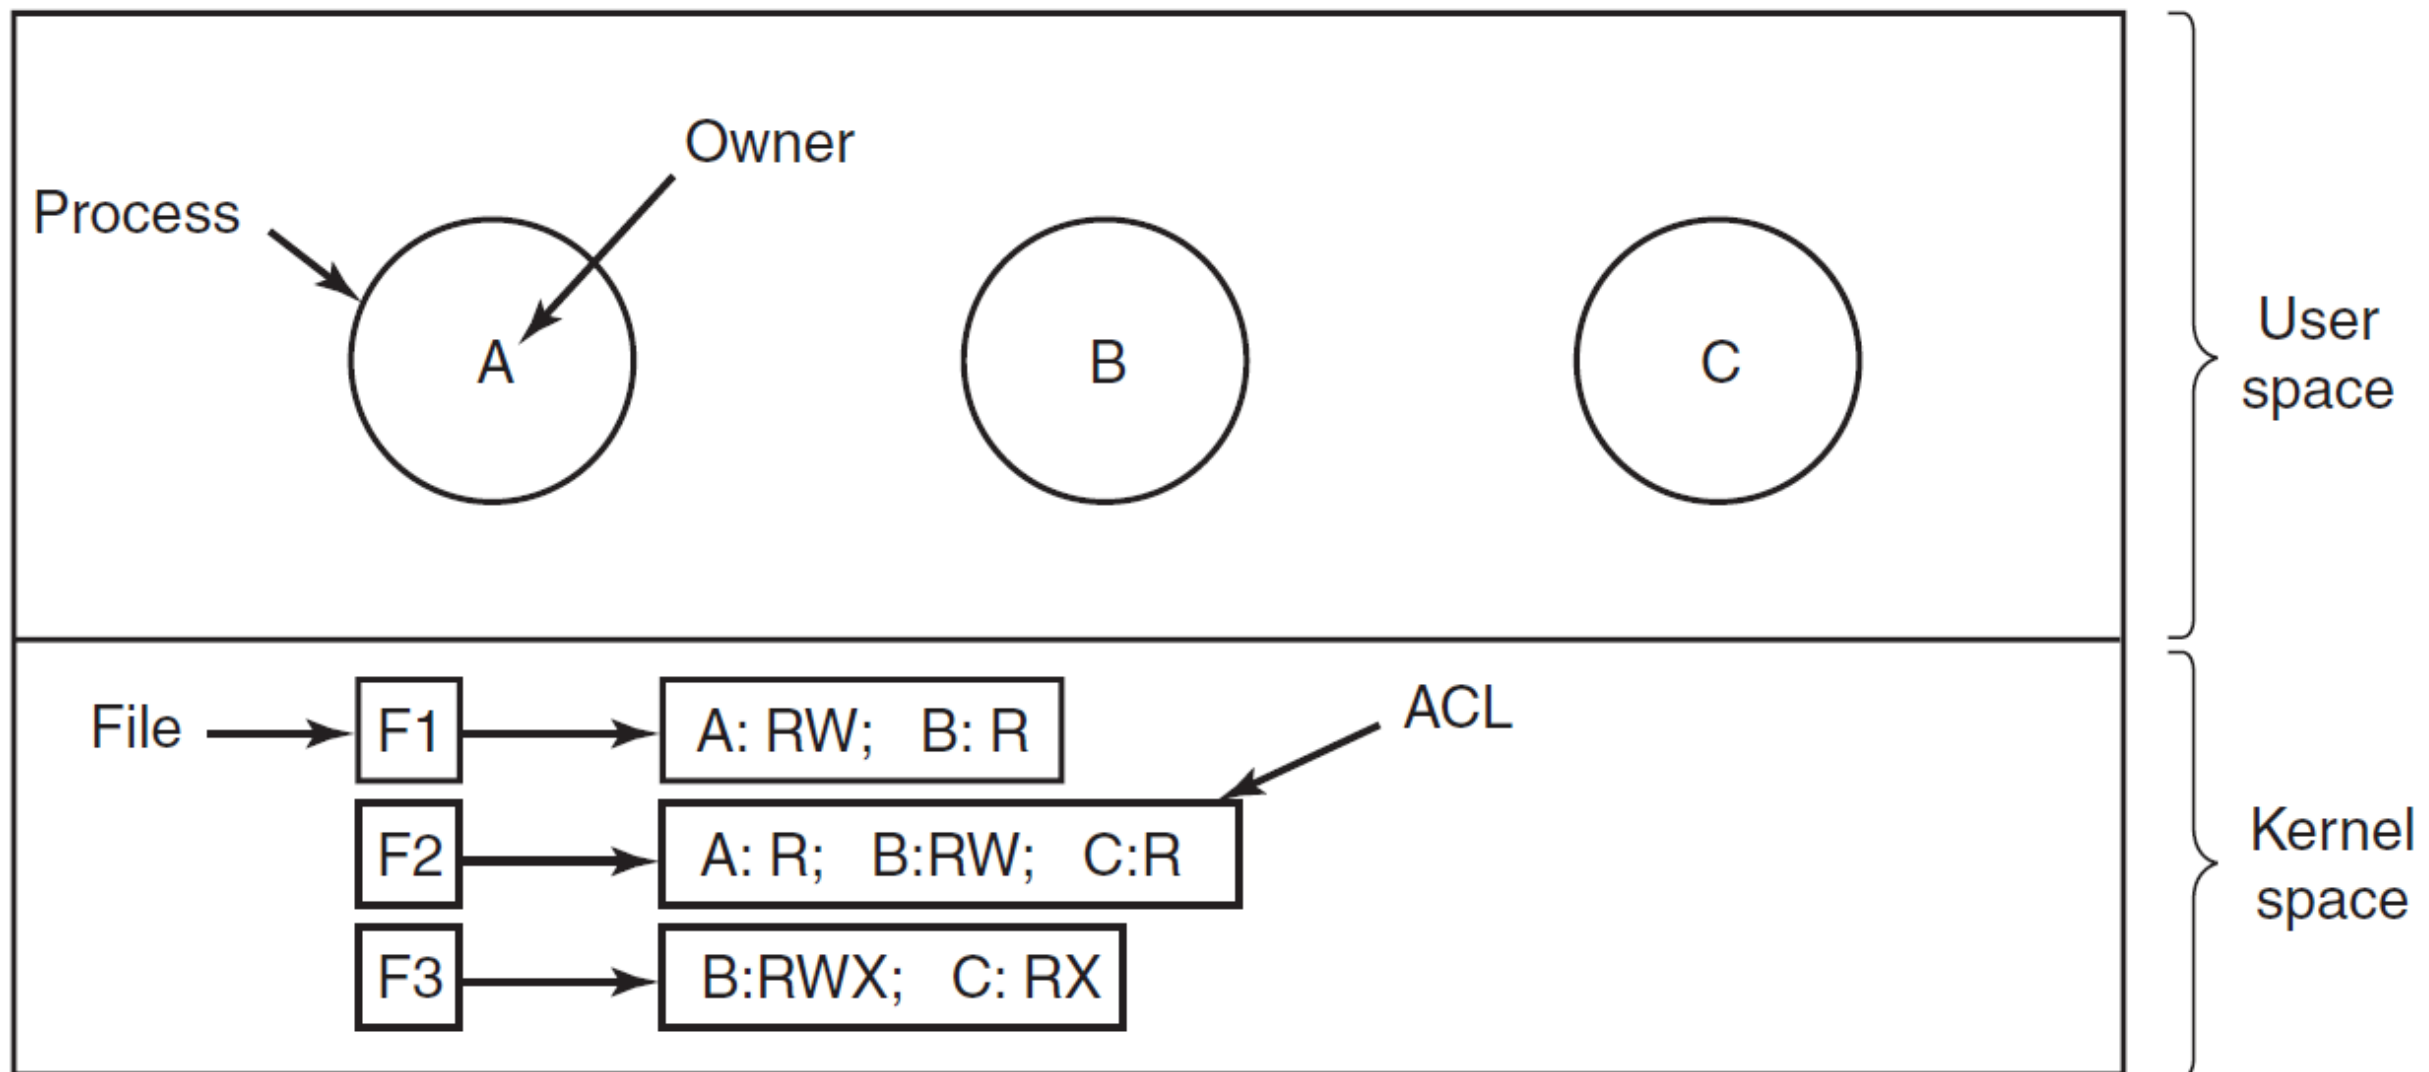 Owner
Process
A
B
C
User
space
File
F1
A: RW; B: R
ACL
F2
A: R; B:RW; C:R
F3
B:RWX; C: RX
Kernel
space